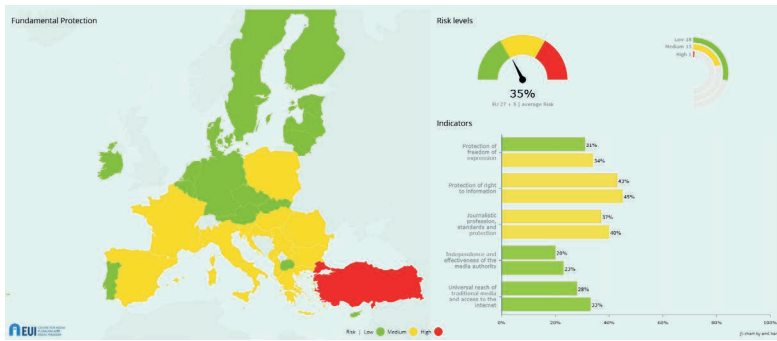 Fundamental Protection
Risk levels
Low 18
Medium 13
High 1
35%
EU 27 + 5 | average Risk
Indicators
Protection of
freedom of
expression
31%
34%
Protection of right
to information
43%
45%
Journalistic
profession,
standards and
protection
37%
40%
Independence and
effectiveness of the
media authority
20%
23%
Universal reach of
traditional media
and access to the
internet
28%
33%
0% 20% 40% 60% 80% 100%
EUI
Risk | Low Medium High